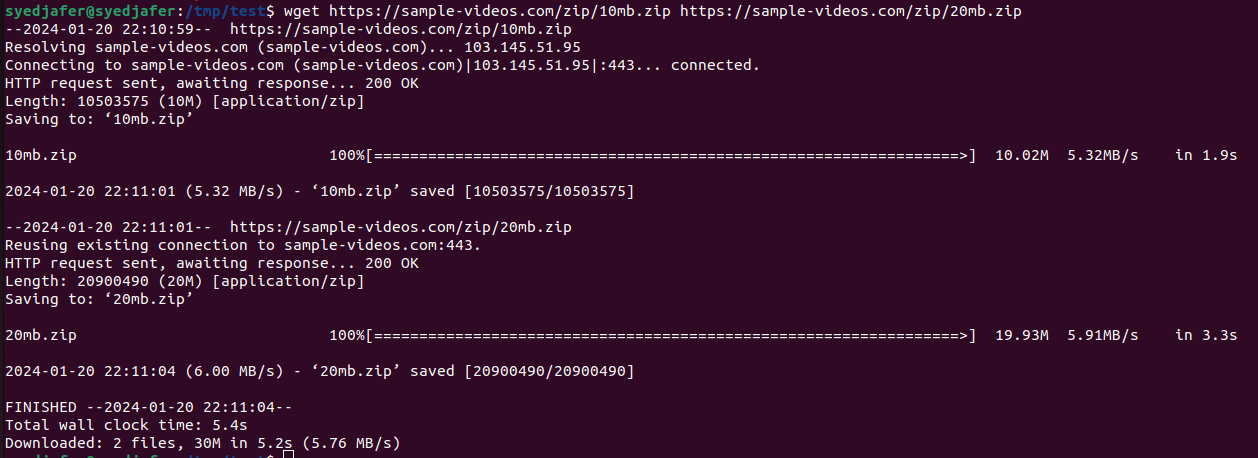 syedjafer@syedjafer:/tmp/test$ wget https://sample-videos.com/zip/10mb.zip https://sample-videos.com/zip/20mb.zip
--2024-01-20 22:10:59--  https://sample-videos.com/zip/10mb.zip
Resolving sample-videos.com (sample-videos.com)... 103.145.51.95
Connecting to sample-videos.com (sample-videos.com)|103.145.51.95|:443... connected.
HTTP request sent, awaiting response... 200 OK
Length: 10503575 (10M) [application/zip]
Saving to: ‘10mb.zip’
10mb.zip 100%[=================================================================>] 10.02M 5.32MB/s in 1.9s
2024-01-20 22:11:01 (5.32 MB/s) - ‘10mb.zip’ saved [10503575/10503575]
--2024-01-20 22:11:01--  https://sample-videos.com/zip/20mb.zip
Reusing existing connection to sample-videos.com:443.
HTTP request sent, awaiting response... 200 OK
Length: 20900490 (20M) [application/zip]
Saving to: ‘20mb.zip’
20mb.zip 100%[=================================================================>] 19.93M 5.91MB/s in 3.3s
2024-01-20 22:11:04 (6.00 MB/s) - ‘20mb.zip’ saved [20900490/20900490]
FINISHED --2024-01-20 22:11:04--
Total wall clock time: 5.4s
Downloaded: 2 files, 30M in 5.2s (5.76 MB/s)
syedjafer@syedjafer:/tmp/test$